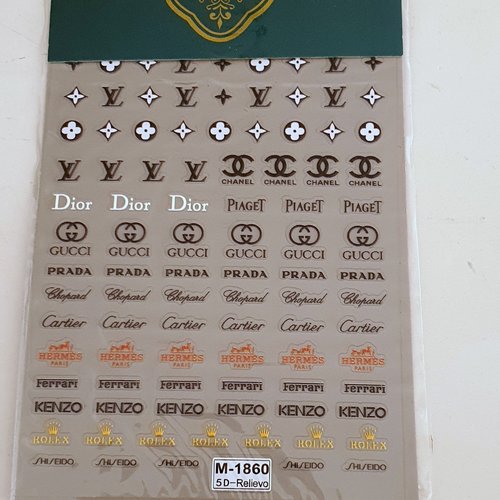 LV LV
LV LV LV
LV LV LV LV CHANEL CHANEL CHANEL CHANEL
Dior Dior Dior PIAGET PIAGET PIAGET
GUCCI GUCCI GUCCI GUCCI GUCCI GUCCI
PRADA PRADA PRADA PRADA PRADA PRADA
Chopard Chopard Chopard Chopard Chopard Chopard
Cartier Cartier Cartier Cartier Cartier Cartier
HERMES HERMES HERMES HERMES HERMES HERMES
PARIS PARIS PARIS PARIS PARIS PARIS
Ferrari Ferrari Ferrari Ferrari Ferrari Ferrari
KENZO KENZO KENZO KENZO KENZO KENZO
ROLEX ROLEX ROLEX ROLEX ROLEX ROLEX ROLEX
SHISEIDO SHISEIDO SHISEIDO SHISEIDO SHISEIDO
M-1860
5D-Relievo